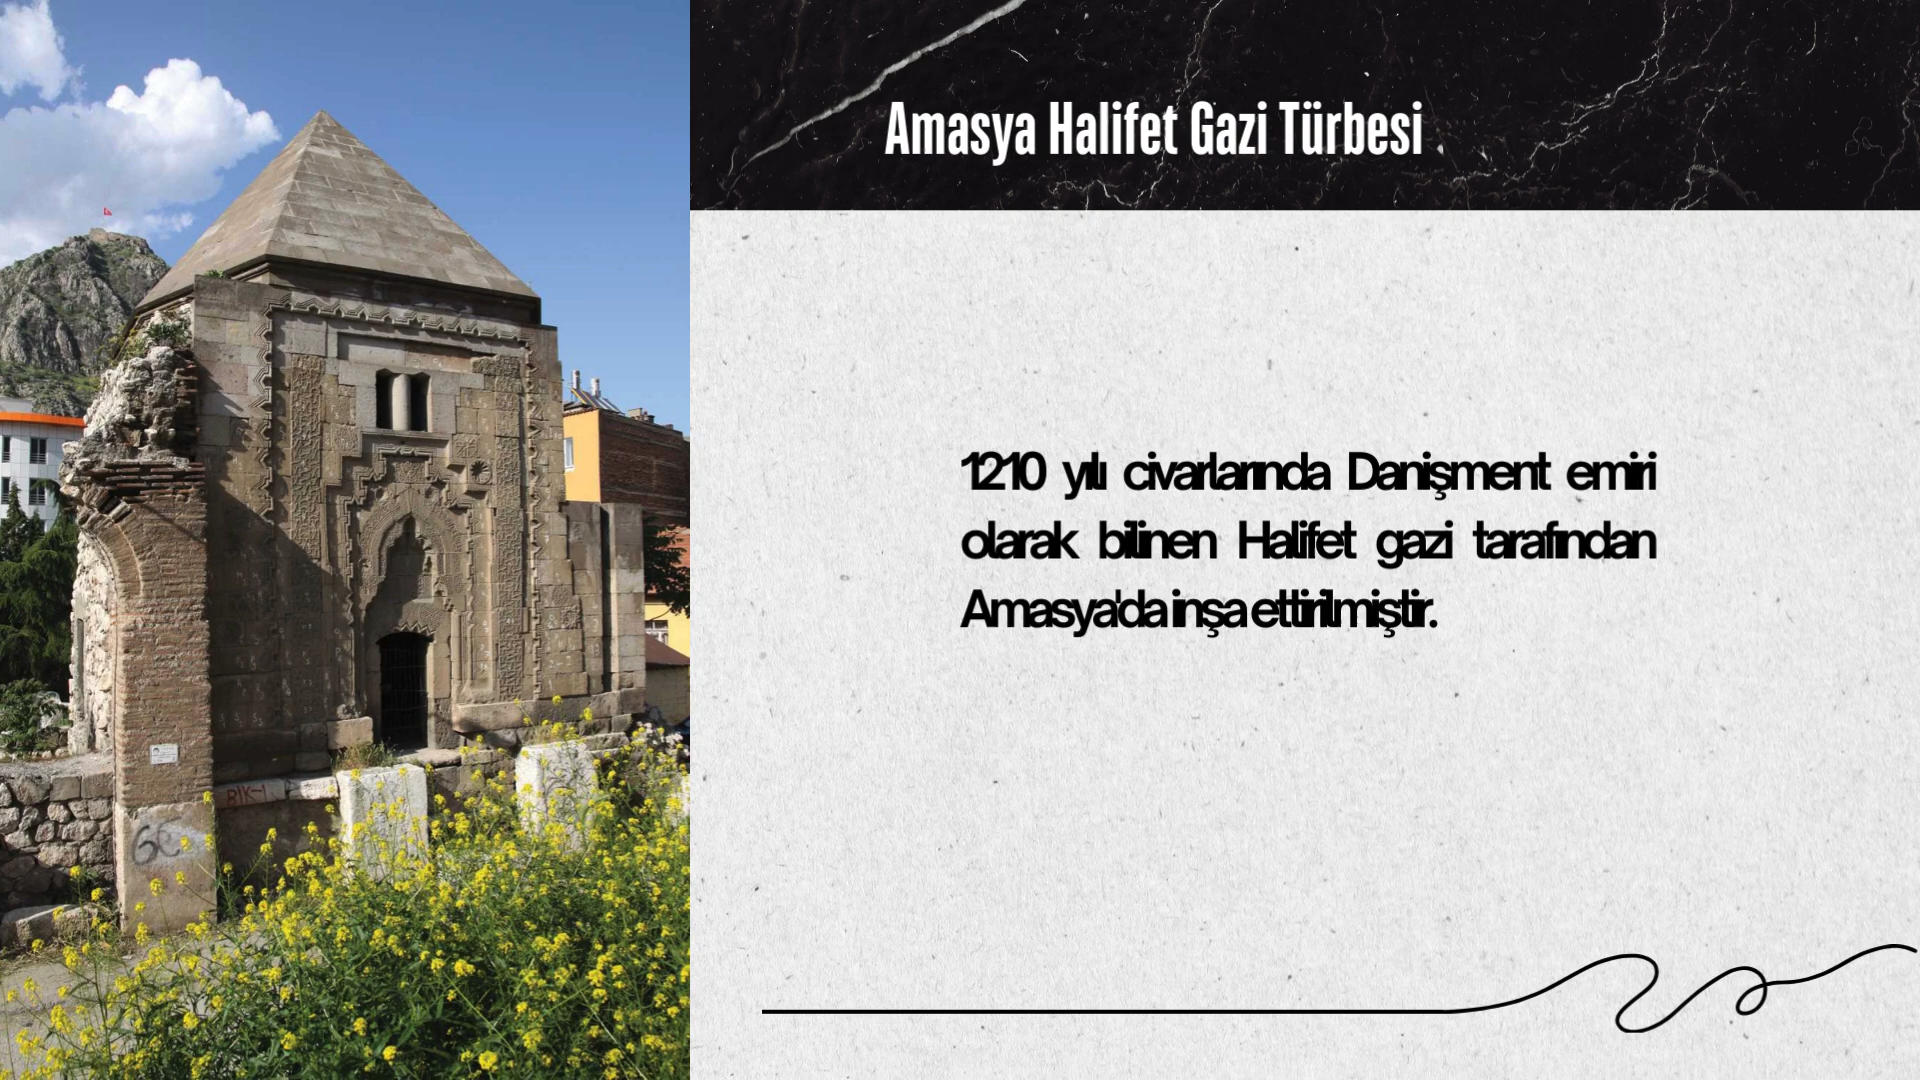 Amasya Halifet Gazi Türbesi
1210 yılı civarlarında Danişment emiri
olarak bilinen Halifet gazi tarafından
Amasya'da inşa ettirilmiştir.